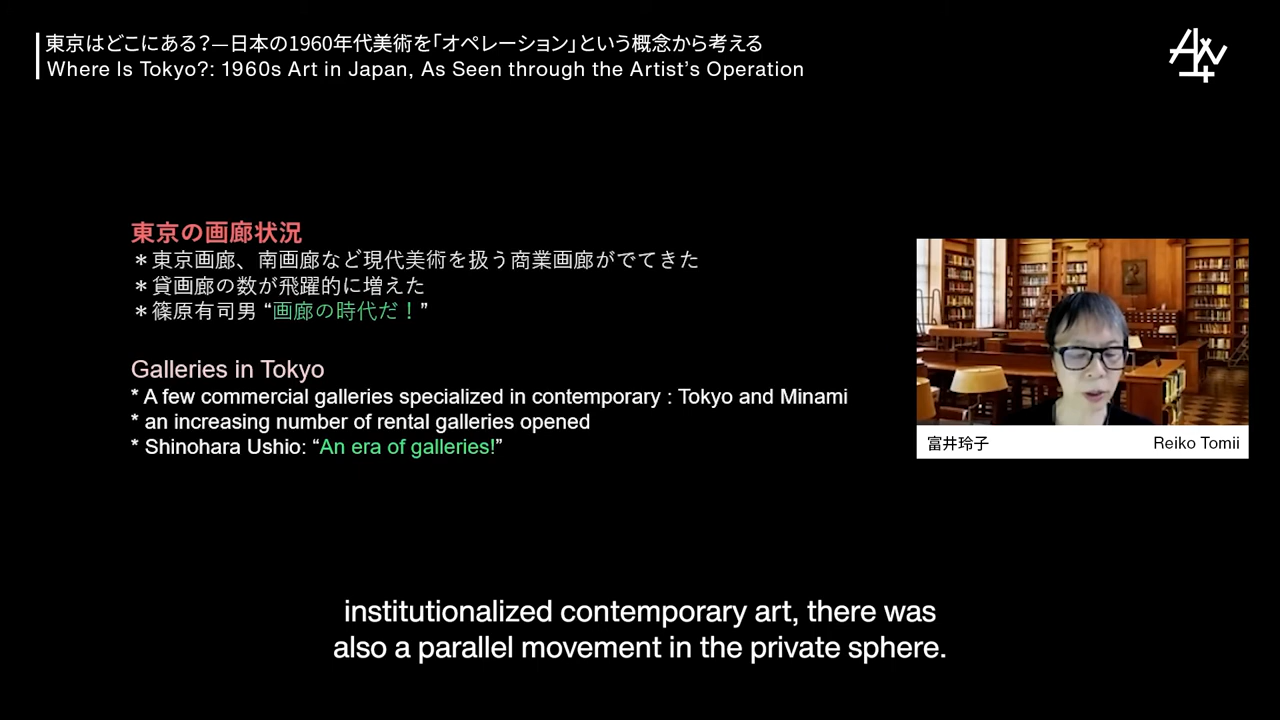 東京はどこにある?—日本の1960年代美術を「オペレーション」という概念から考える
Where Is Tokyo?: 1960s Art in Japan, As Seen through the Artist's Operation
東京の画廊状況
＊東京画廊、南画廊など現代美術を扱う商業画廊がでてきた
＊貸画廊の数が飛躍的に増えた
＊篠原有司男 “画廊の時代だ！”
Galleries in Tokyo
* A few commercial galleries specialized in contemporary : Tokyo and Minami
* an increasing number of rental galleries opened
* Shinohara Ushio: “An era of galleries!”
富井玲子 Reiko Tomii
institutionalized contemporary art, there was
also a parallel movement in the private sphere.